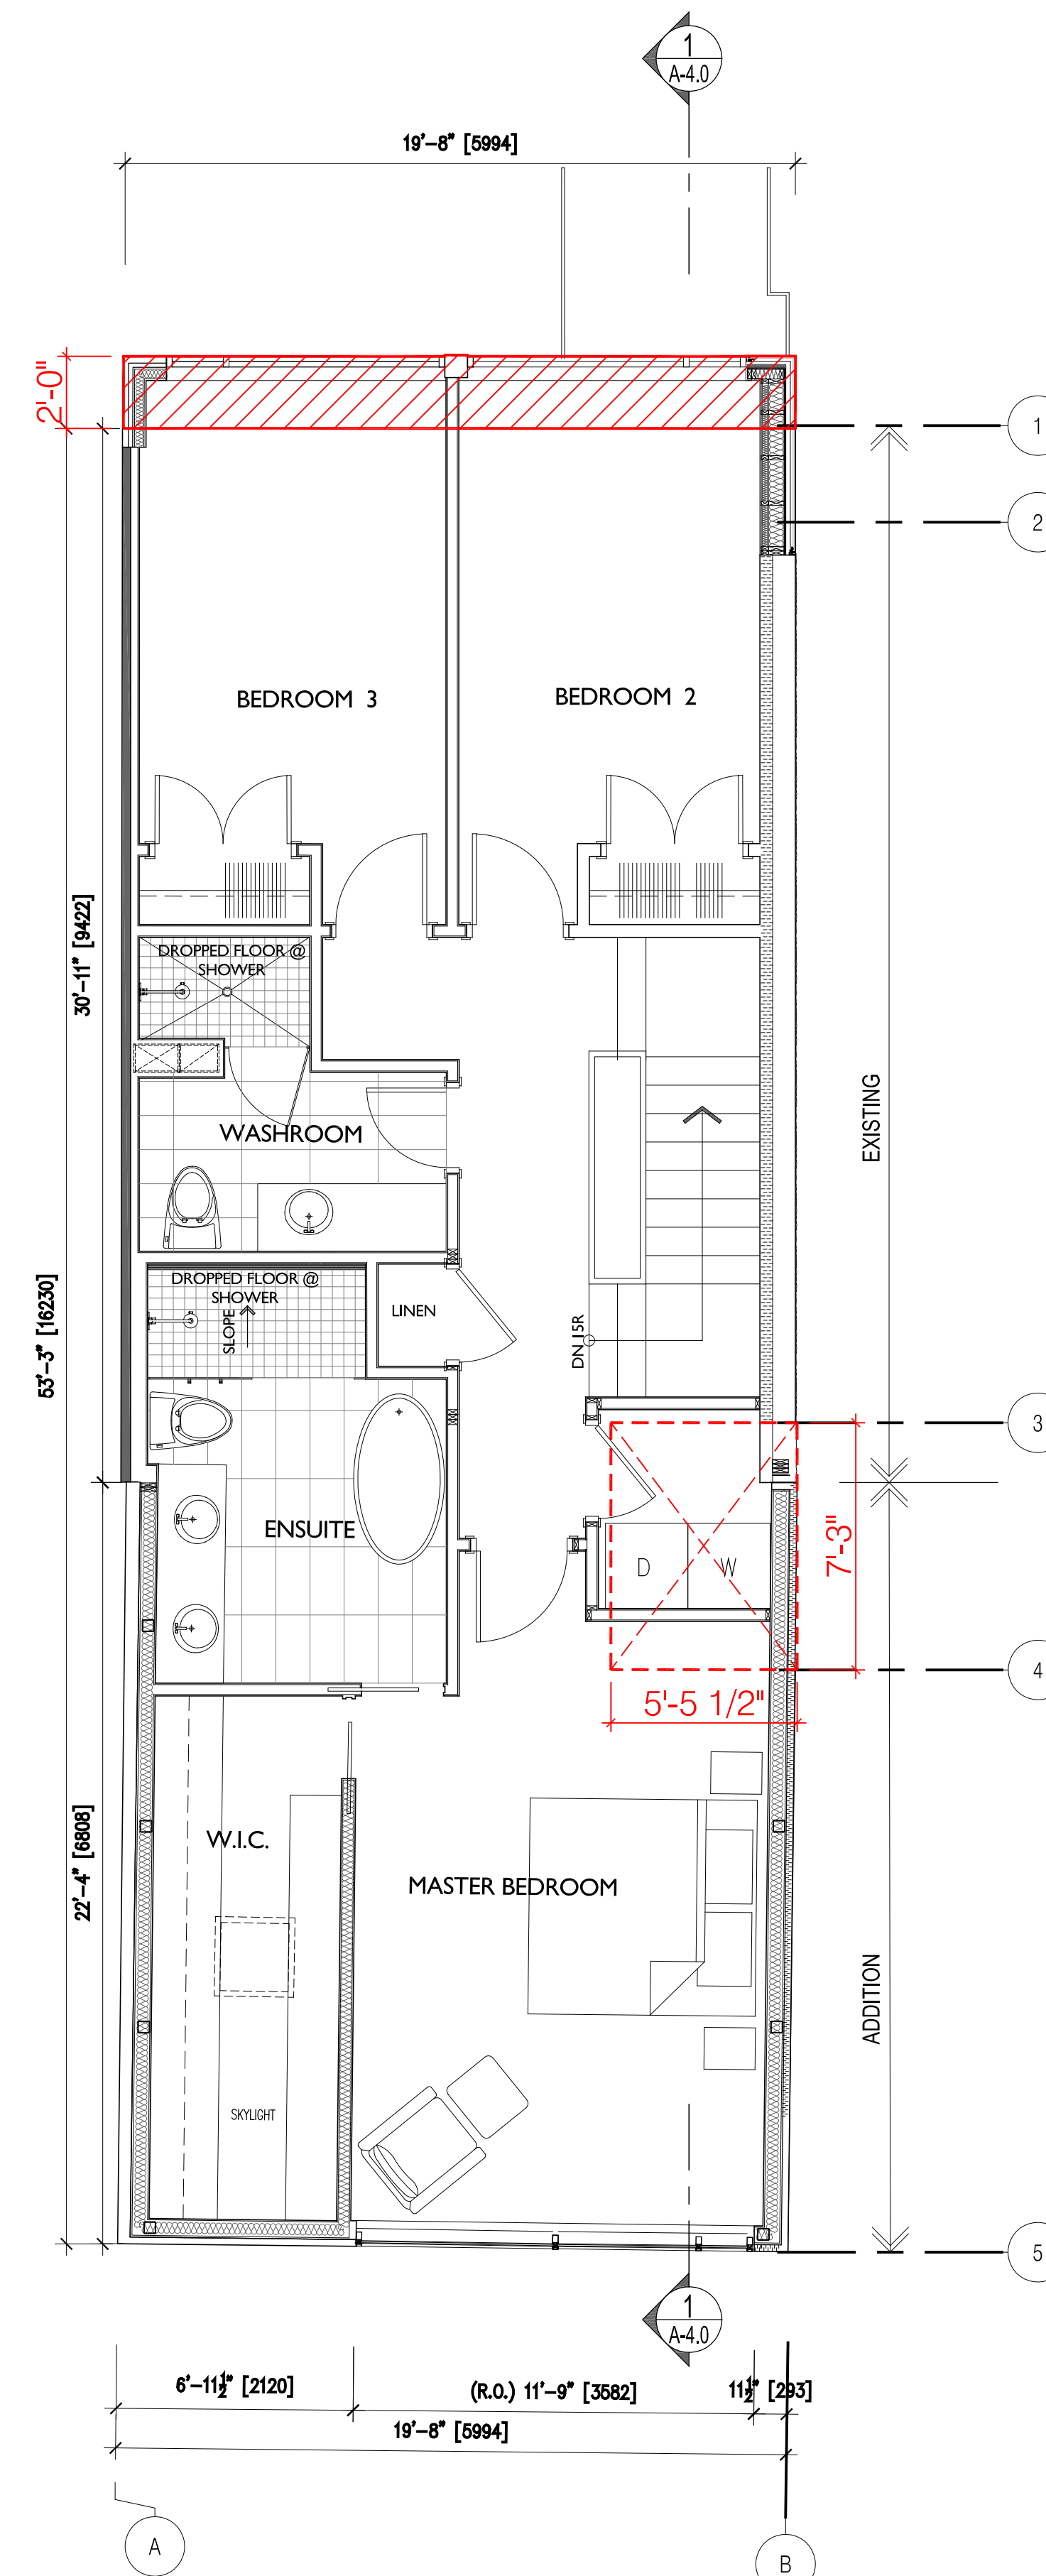 1
A-4.0
19'-8" [5994]
2'-0"
1
2
BEDROOM 3
BEDROOM 2
30'-11" [9422]
DROPPED FLOOR @
SHOWER
EXISTING
WASHROOM
DROPPED FLOOR @
SHOWER
SLOPE
LINEN
DN 15R
53'-3" [16230]
3
ENSUITE
D
W
7'-3"
4
5'-5 1/2"
22'-4" [6808]
W.I.C.
MASTER BEDROOM
ADDITION
SKYLIGHT
5
1
A-4.0
6'-11½" [2120]
(R.O.) 11'-9" [3582]
11½" [293]
19'-8" [5994]
A
B